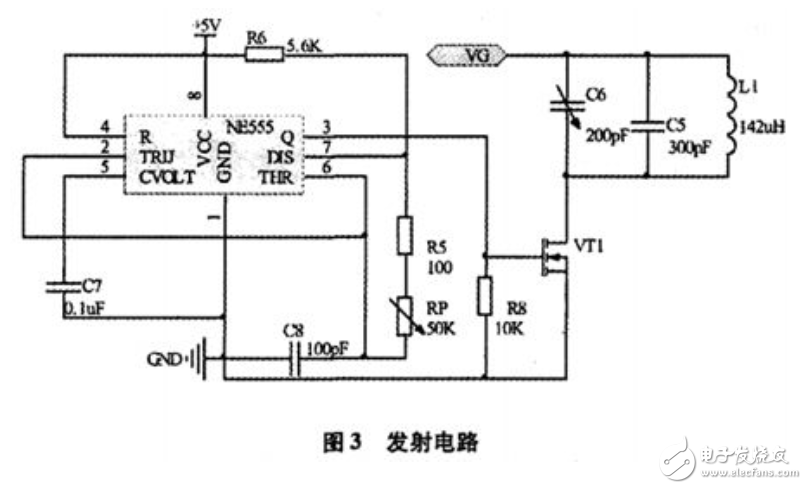 +5V
R6
5.6K
VG
8
NE555
4
R
VCC
GND
Q
3
2
TRIJ
DIS
7
5
CVOLT
THR
6
1
C6
200pF
C5
300pF
L1
142uH
R5
100
VT1
C7
0.1uF
RP
50K
R8
10K
C8
100pF
GND
图3 发射电路
电子发烧友
www.elecfans.com